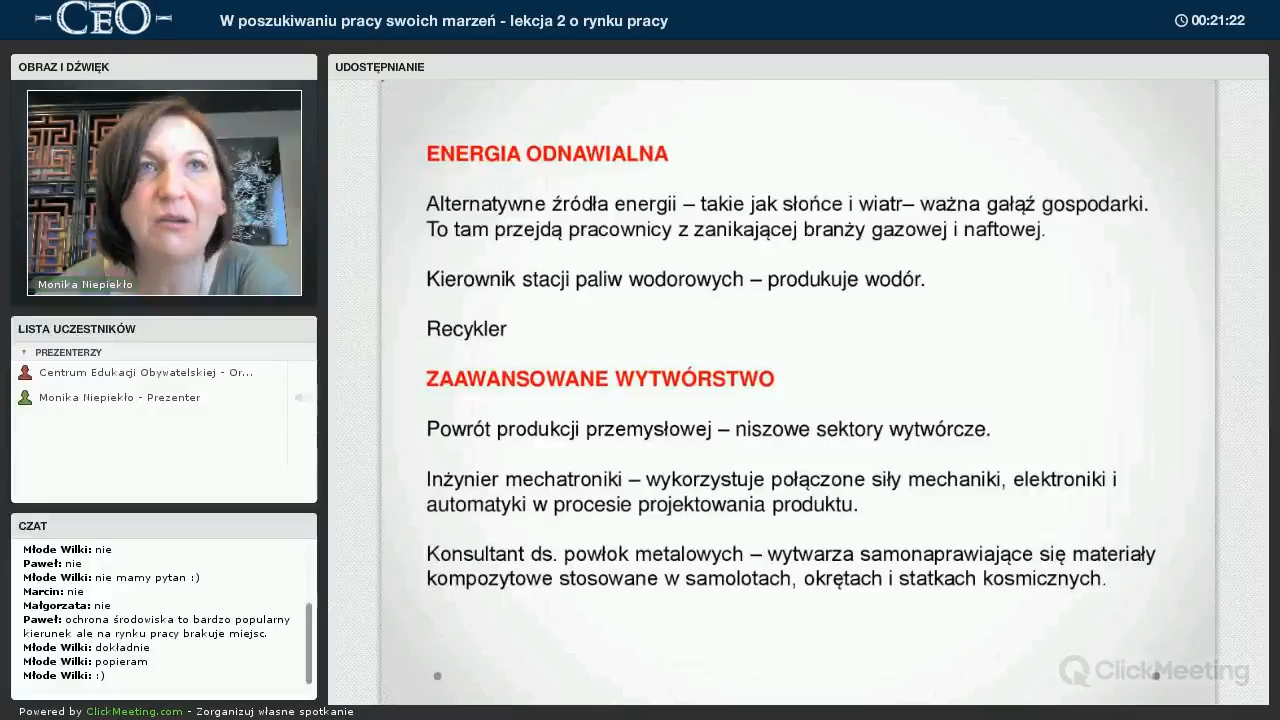 CEO
W poszukiwaniu pracy swoich marzeń - lekcja 2 o rynku pracy
00:21:22
OBRAZ I DŹWIĘK
Monika Niepiekło
LISTA UCZESTNIKÓW
PREZENTERZY
Centrum Edukacji Obywatelskiej - Or...
Monika Niepiekło - Prezenter
CZAT
Młode Wilki: nie
Paweł: nie
Młode Wilki: nie mamy pytan :)
Marcin: nie
Małgorzata: nie
Paweł: ochrona środowiska to bardzo popularny
kierunek ale na rynku pracy brakuje miejsc.
Młode Wilki: dokładnie
Młode Wilki: popieram
Młode Wilki: :)
UDOSTĘPNIANIE
ENERGIA ODNAWIALNA
Alternatywne źródła energii – takie jak słońce i wiatr– ważna gałąź gospodarki.
To tam przejdą pracownicy z zanikającej branży gazowej i naftowej.
Kierownik stacji paliw wodorowych – produkuje wodór.
Recykler
ZAAWANSOWANE WYTWÓRSTWO
Powrót produkcji przemysłowej – niszowe sektory wytwórcze.
Inżynier mechatroniki – wykorzystuje połączone siły mechaniki, elektroniki i
automatyki w procesie projektowania produktu.
Konsultant ds. powłok metalowych – wytwarza samonaprawiające się materiały
kompozytowe stosowane w samolotach, okrętach i statkach kosmicznych.
ClickMeeting
Powered by ClickMeeting.com - Zorganizuj własne spotkanie